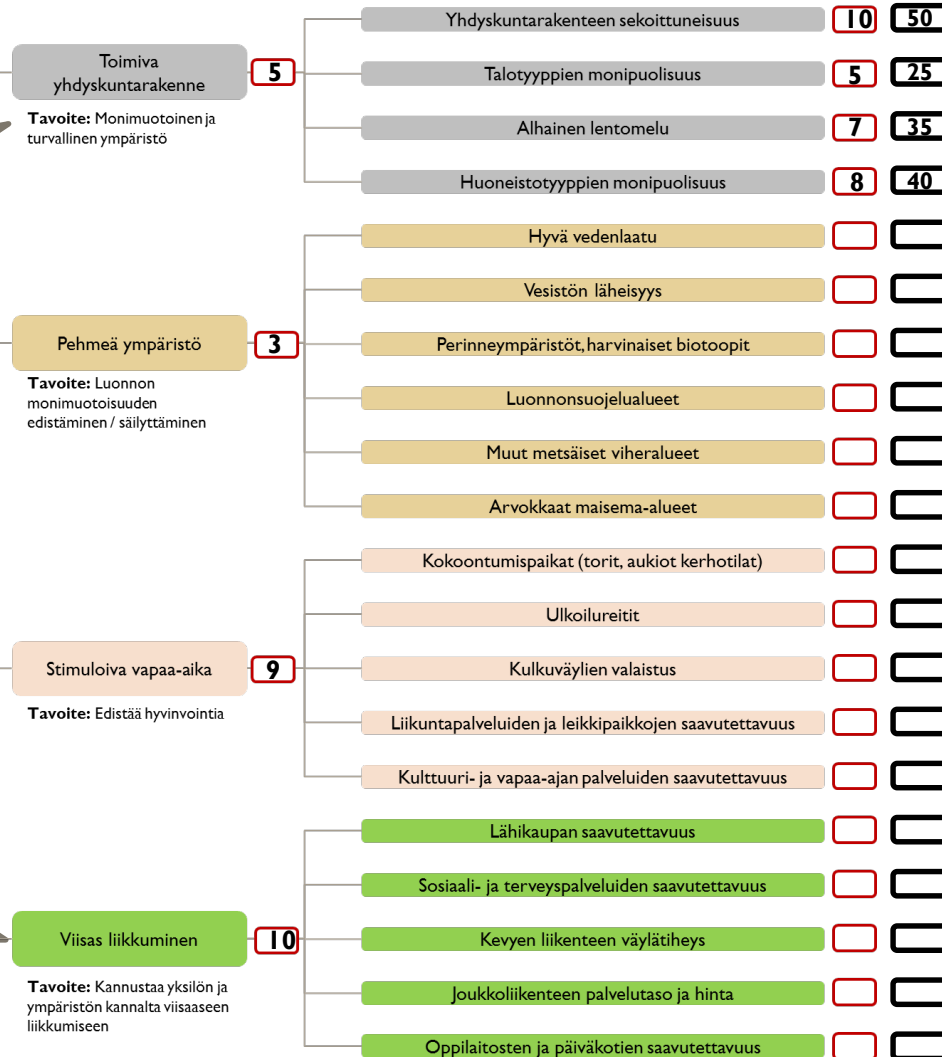 Yhdyskuntarakenteen sekoittuneisuus 10 50
Toimiva
yhdyskuntarakenne 5
Talotyyppien monipuolisuus 5 25
Tavoite: Monimuotoinen ja
turvallinen ympäristö
Alhainen lentomelu 7 35
Huoneistotyyppien monipuolisuus 8 40
Hyvä vedenlaatu
Vesistön läheisyys
Pehmeä ympäristö 3
Perinneympäristöt, harvinaiset biotoopit
Tavoite: Luonnon
monimuotoisuuden
edistäminen / säilyttäminen
Luonnonsuojelualueet
Muut metsäiset viheralueet
Arvokkaat maisema-alueet
Kokoontumispaikat (torit, aukiot kerhotilat)
Ulkoilureitit
Stimuloiva vapaa-aika 9
Kulkuväylien valaistus
Tavoite: Edistää hyvinvointia
Liikuntapalveluiden ja leikkipaikkojen saavutettavuus
Kulttuuri- ja vapaa-ajan palveluiden saavutettavuus
Lähikaupan saavutettavuus
Sosiaali- ja terveyspalveluiden saavutettavuus
Viisas liikkuminen 10
Kevyen liikenteen väylätiheys
Tavoite: Kannustaa yksilön ja
ympäristön kannalta viisaaseen
liikkumiseen
Joukkoliikenteen palvelutaso ja hinta
Oppilaitosten ja päiväkotien saavutettavuus